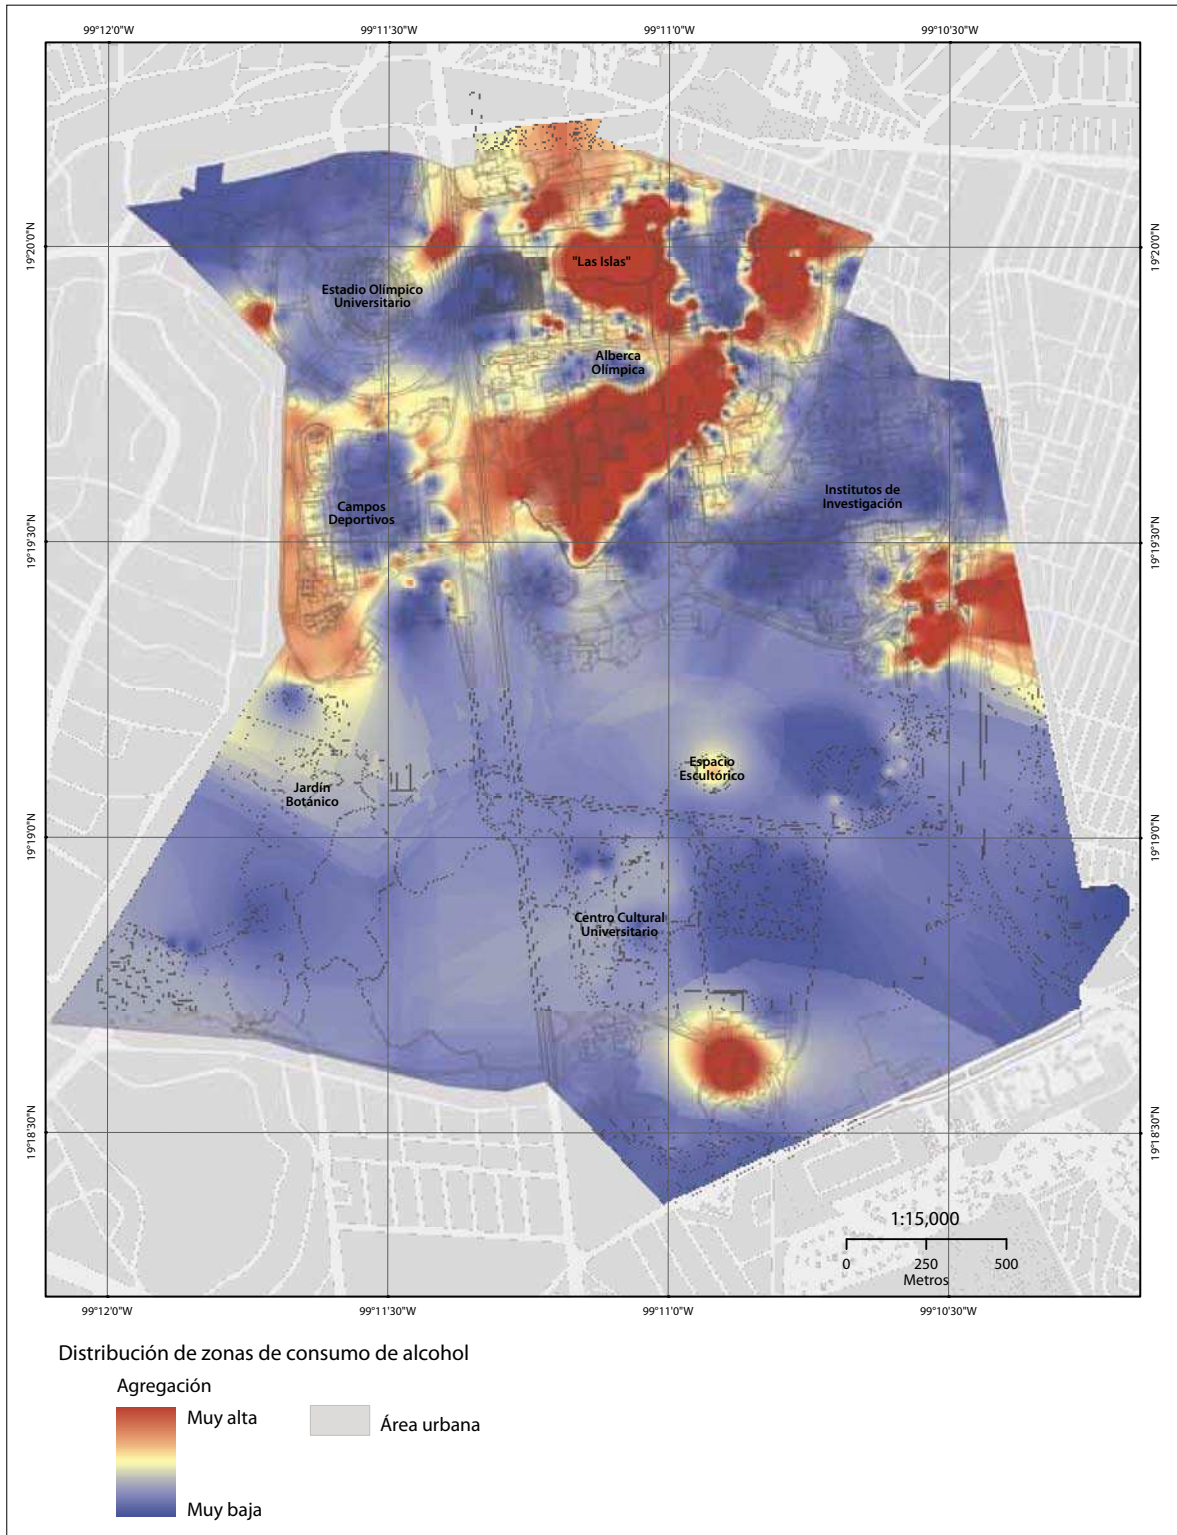 99°12'0"W
99°11'30"W
99°11'0"W
99°10'30"W
19°20'0"N
19°20'0"N
"Las Islas"
Estadio Olímpico
Universitario
Alberca
Olímpica
Campos
Deportivos
Institutos de
Investigación
19°19'30"N
19°19'30"N
Espacio
Escultórico
Jardín
Botánico
19°19'0"N
19°19'0"N
Centro Cultural
Universitario
19°18'30"N
19°18'30"N
1:15,000
0 250 500
Metros
99°12'0"W
99°11'30"W
99°11'0"W
99°10'30"W
Distribución de zonas de consumo de alcohol
Agregación
Muy alta
Área urbana
Muy baja